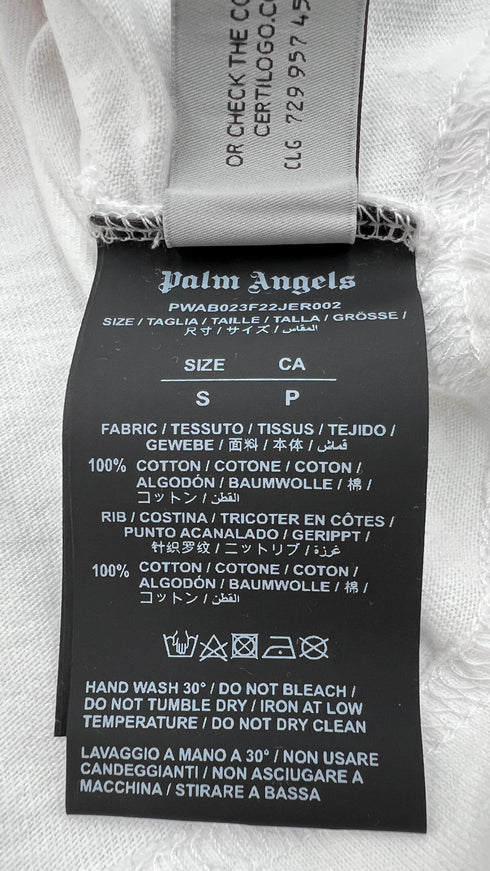 OR CHECK THE CO
CERTILOGO.CO
CLG 729 957 45
Palm Angels
PWAB023F22JER002
SIZE / TAGLIA / TAILLE / TALLA / GRÖSSE /
尺寸 / サイズ / المقاس /
SIZE CA
S P
FABRIC / TESSUTO / TISSUS / TEJIDO /
GEWEBE / 面料 / 本体 / قماش /
100% COTTON / COTONE / COTON /
ALGODÓN / BAUMWOLLE / 棉 /
コットン / القطن /
RIB / COSTINA / TRICOTER EN CÔTES /
PUNTO ACANALADO / GERIPPT /
针织罗纹 / ニットリブ / غرزة /
100% COTTON / COTONE / COTON /
ALGODÓN / BAUMWOLLE / 棉 /
コットン / القطن /
HAND WASH 30° / DO NOT BLEACH /
DO NOT TUMBLE DRY / IRON AT LOW
TEMPERATURE / DO NOT DRY CLEAN
LAVAGGIO A MANO A 30° / NON USARE
CANDEGGIANTI / NON ASCIUGARE A
MACCHINA / STIRARE A BASSA